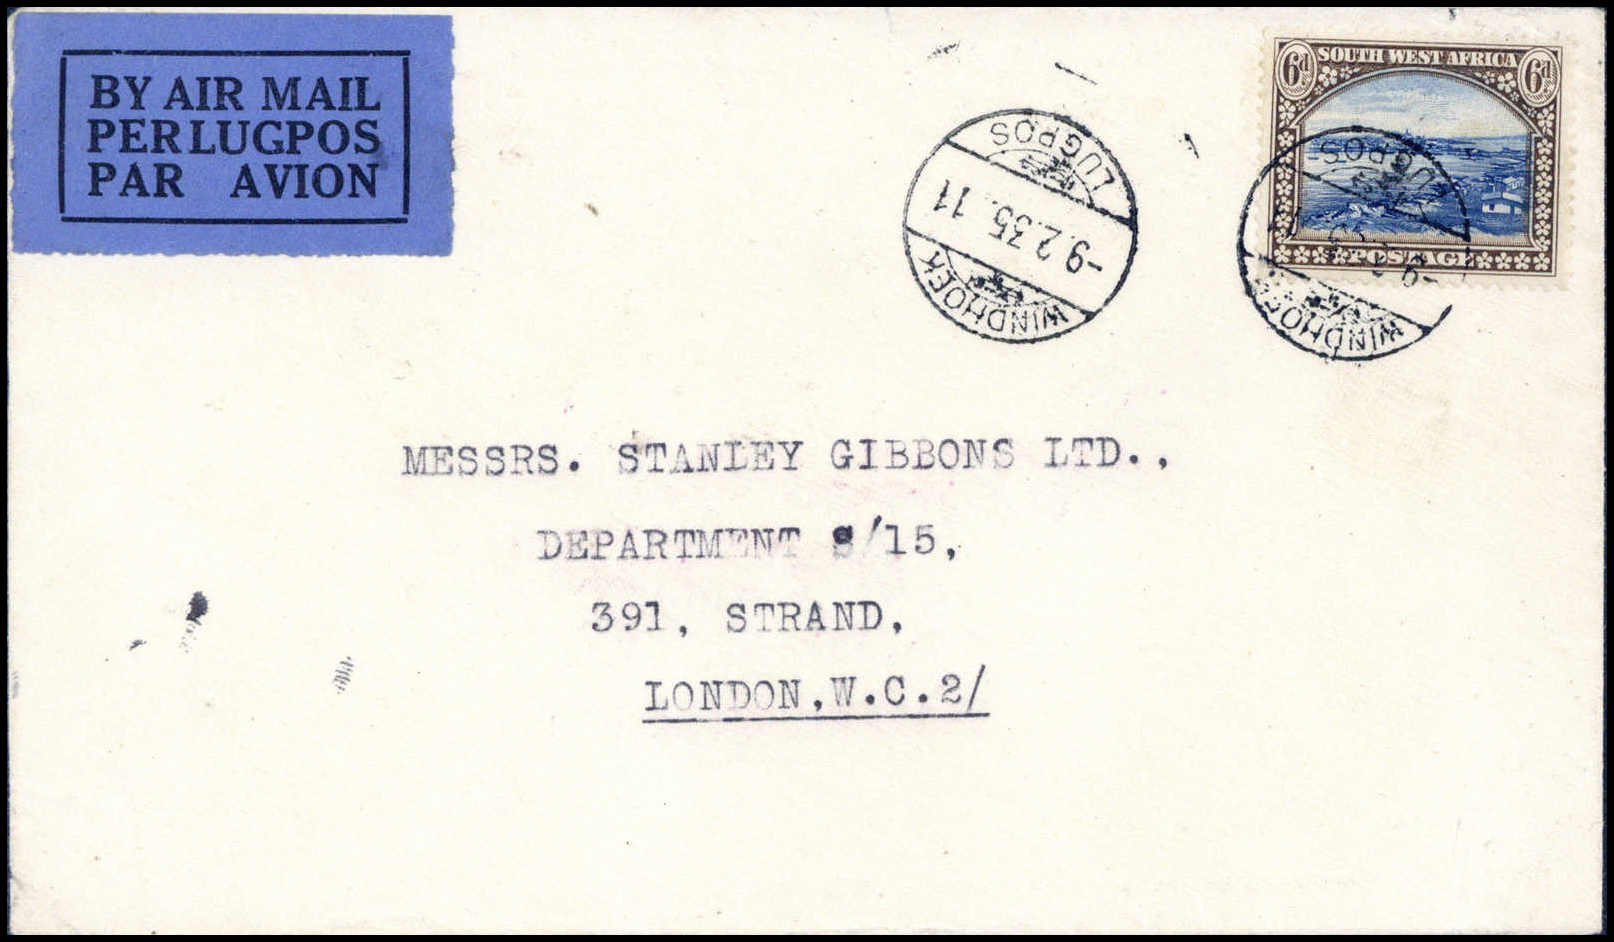 BY AIR MAIL
PER LUGPOS
PAR AVION
6d SOUTH WEST AFRICA 6d
POSTAGE
LUGPOS
-9.2.35. 11
WINDHOEK
LUGPOS
WINDHOEK
MESSRS. STANLEY GIBBONS LTD.,
DEPARTMENT S/15,
391, STRAND,
LONDON,W.C.2/